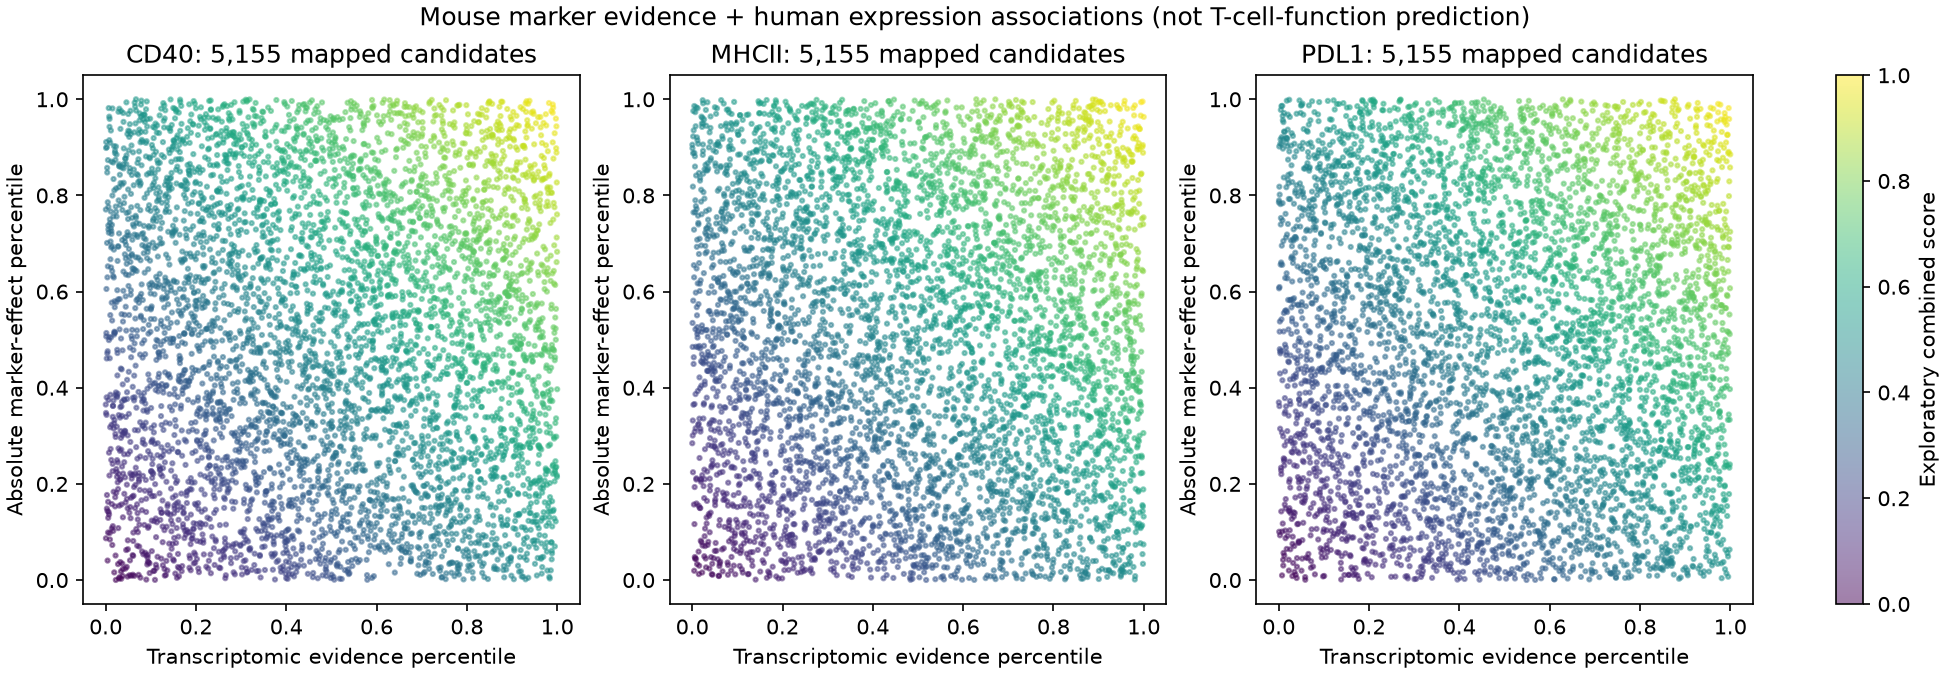 Mouse marker evidence + human expression associations (not T-cell-function prediction)
CD40: 5,155 mapped candidates
Absolute marker-effect percentile
1.0
0.8
0.6
0.4
0.2
0.0
0.0 0.2 0.4 0.6 0.8 1.0
Transcriptomic evidence percentile
MHCII: 5,155 mapped candidates
Absolute marker-effect percentile
1.0
0.8
0.6
0.4
0.2
0.0
0.0 0.2 0.4 0.6 0.8 1.0
Transcriptomic evidence percentile
PDL1: 5,155 mapped candidates
Absolute marker-effect percentile
1.0
0.8
0.6
0.4
0.2
0.0
0.0 0.2 0.4 0.6 0.8 1.0
Transcriptomic evidence percentile
1.0
0.8
0.6
0.4
0.2
0.0
Exploratory combined score